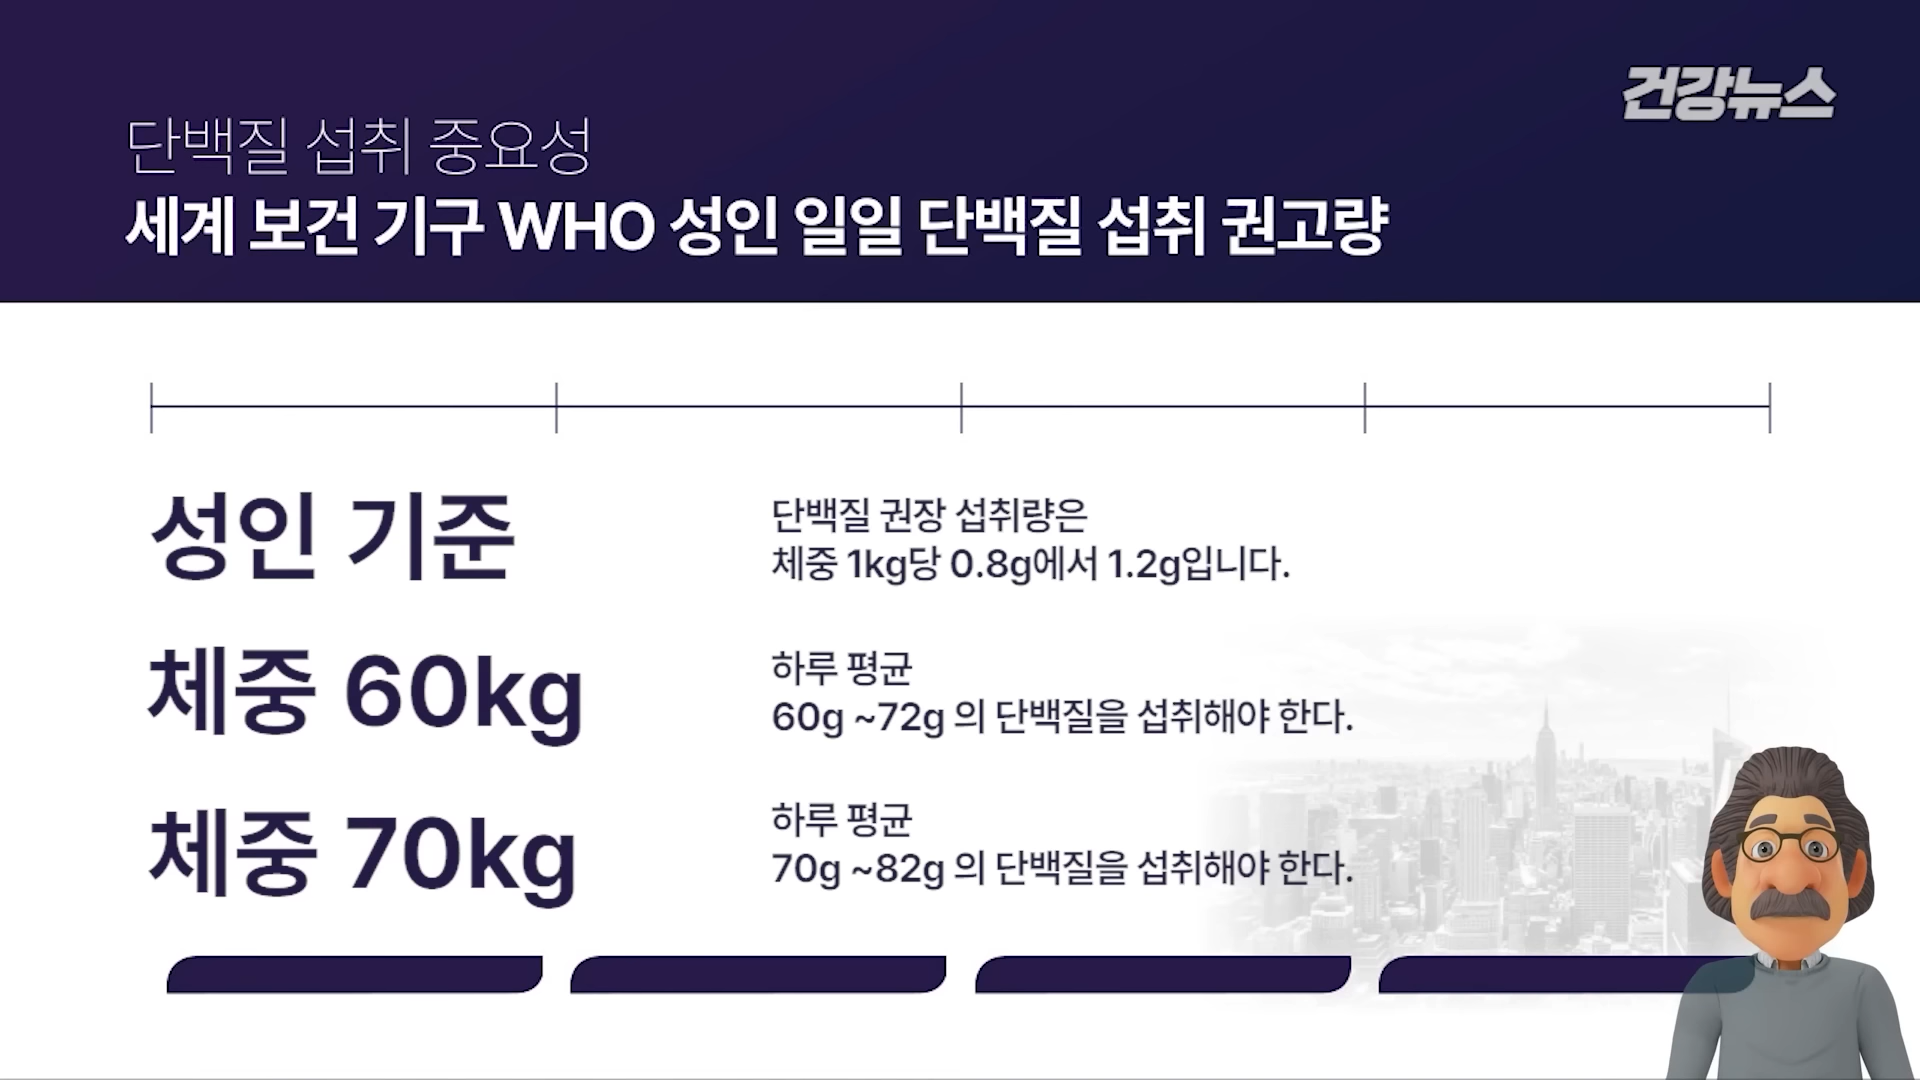 건강뉴스
단백질 섭취 중요성
세계 보건 기구 WHO 성인 일일 단백질 섭취 권고량
성인 기준
단백질 권장 섭취량은
체중 1kg당 0.8g에서 1.2g입니다.
체중 60kg
하루 평균
60g ~72g 의 단백질을 섭취해야 한다.
체중 70kg
하루 평균
70g ~82g 의 단백질을 섭취해야 한다.